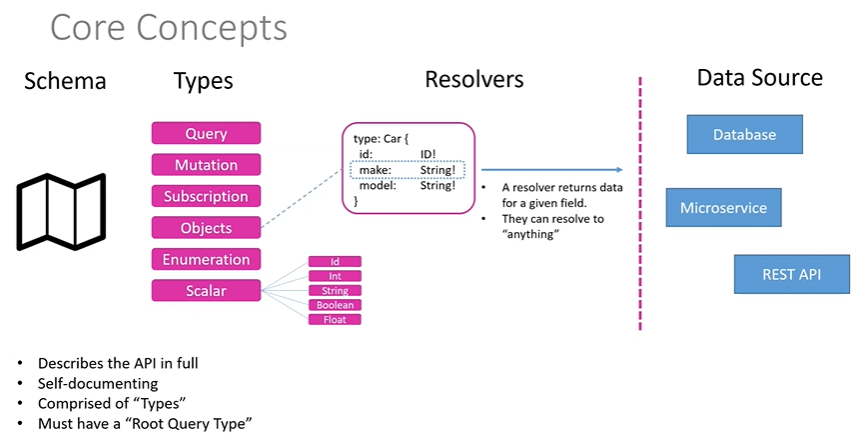 Core Concepts
Schema
Types
Resolvers
Data Source
Query
Mutation
Subscription
Objects
Enumeration
Scalar
Id
Int
String
Boolean
Float
type: Car {
id: ID!
make: String!
model: String!
}
• A resolver returns data
for a given field.
• They can resolve to
“anything”
Database
Microservice
REST API
• Describes the API in full
• Self-documenting
• Comprised of “Types”
• Must have a “Root Query Type”